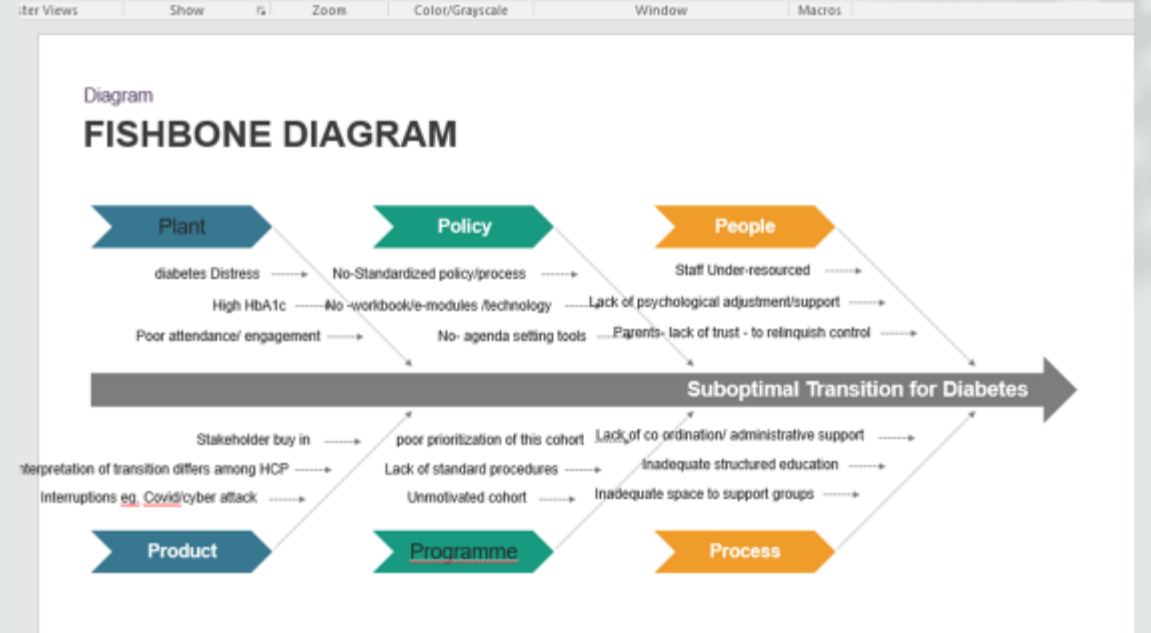 ter Views
Show
Zoom
Color/Grayscale
Window
Macros
Diagram
FISHBONE DIAGRAM
Plant
Policy
People
diabetes Distress
No-Standardized policy/process
Staff Under-resourced
High HbA1c
No -workbook/e-modules /technology
Lack of psychological adjustment/support
Poor attendance/ engagement
No- agenda setting tools
Parents- lack of trust - to relinquish control
Suboptimal Transition for Diabetes
Stakeholder buy in
poor prioritization of this cohort
Lack of co ordination/ administrative support
nterpretation of transition differs among HCP
Lack of standard procedures
Inadequate structured education
Interruptions eg. Covid/cyber attack
Unmotivated cohort
Inadequate space to support groups
Product
Programme
Process